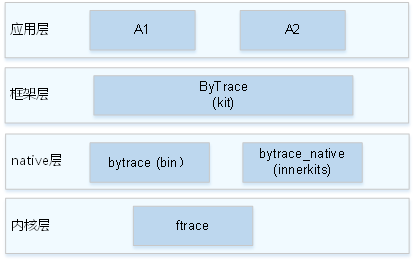 应用层
A1
A2
框架层
ByTrace
(kit)
native层
bytrace (bin）
bytrace_native
(innerkits)
内核层
ftrace